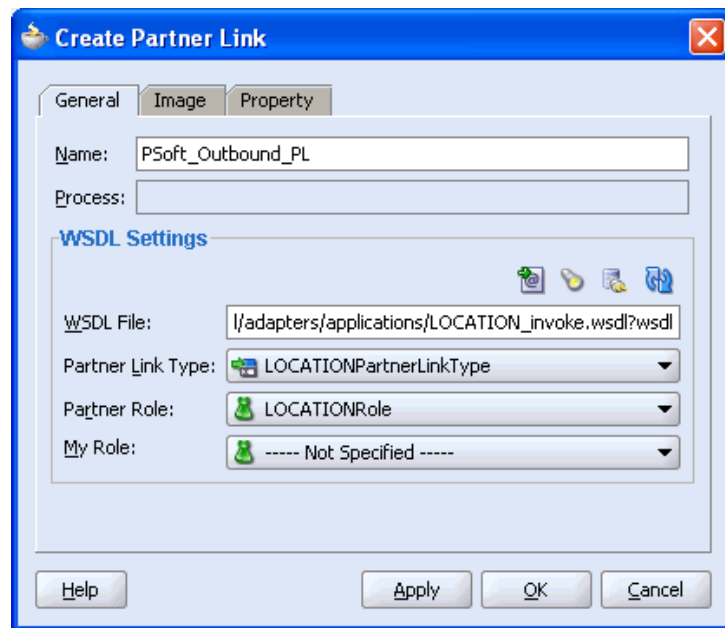 Create Partner Link
General Image Property
Name: PSoft_Outbound_PL
Process:
WSDL Settings
WSDL File: l/adapters/applications/LOCATION_invoke.wsdl?wsdl
Partner Link Type: LOCATIONPartnerLinkType
Partner Role: LOCATIONRole
My Role: ----- Not Specified -----
Help Apply OK Cancel